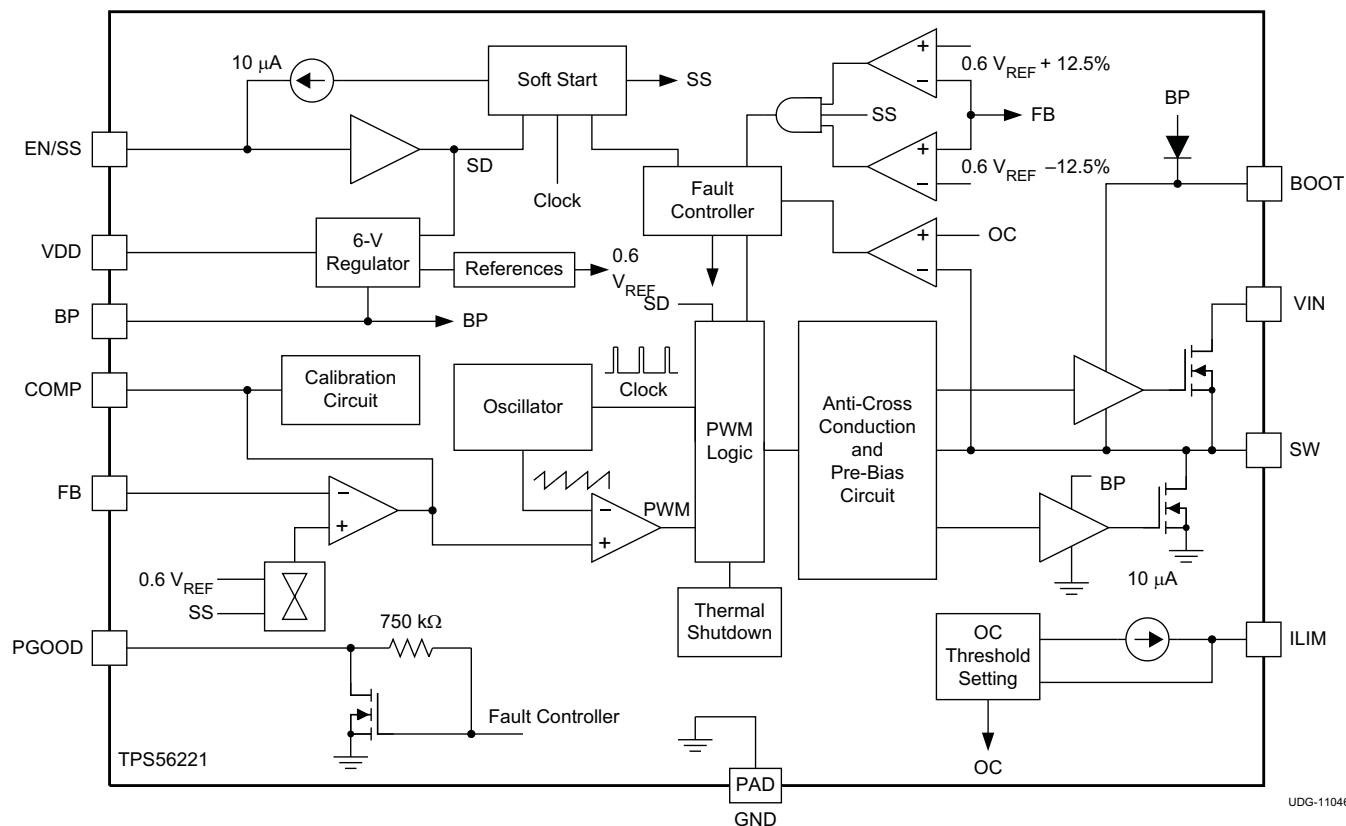 10 μA
Soft Start
SS
+
0.6 V_REF + 12.5%
−
BP
SS
FB
EN/SS
SD
+
0.6 V_REF −12.5%
−
BOOT
Clock
Fault
Controller
VDD
6-V
Regulator
References
0.6
V_REF
SD
+
OC
−
BP
BP
VIN
COMP
Calibration
Circuit
Oscillator
Clock
PWM
Logic
Anti-Cross
Conduction
and
Pre-Bias
Circuit
SW
FB
−
+
−
+
PWM
BP
0.6 V_REF
SS
10 μA
Thermal
Shutdown
PGOOD
750 kΩ
OC
Threshold
Setting
ILIM
Fault Controller
TPS56221
OC
PAD
GND
UDG-11046